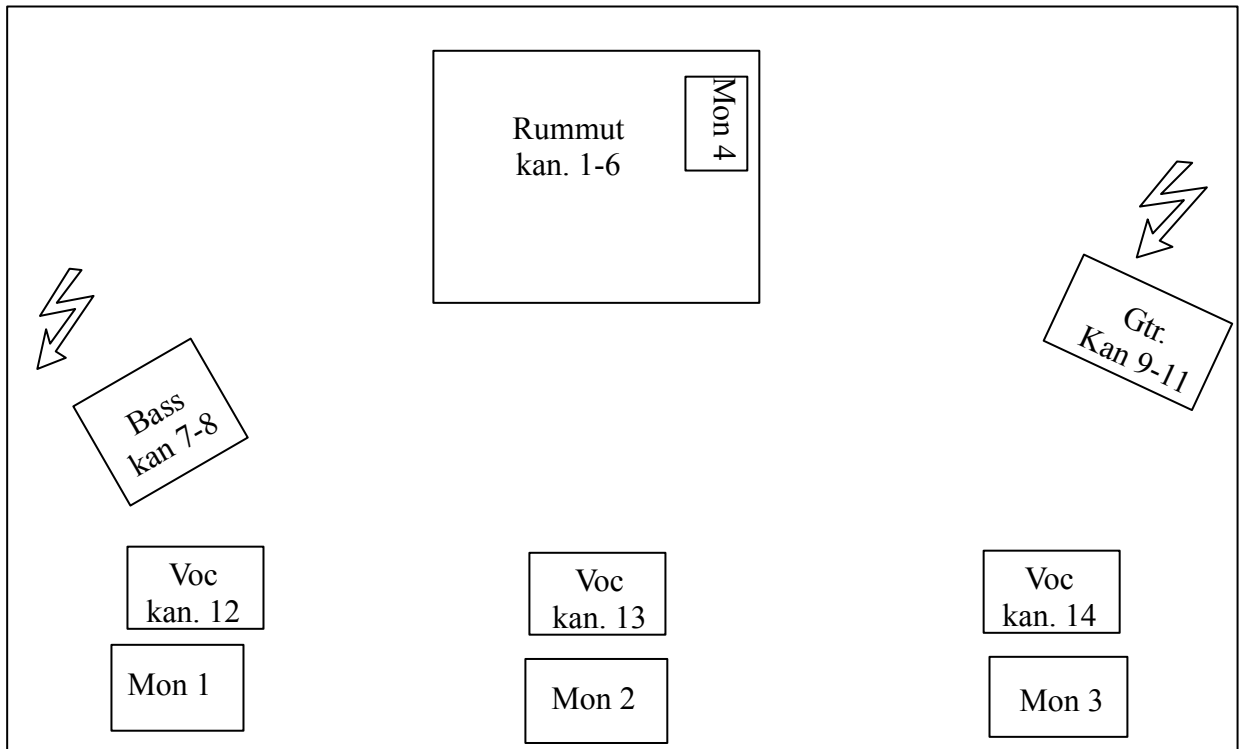 Rummut
kan. 1-6
Mon 4
Gtr.
Kan 9-11
Bass
kan 7-8
Voc
kan. 12
Voc
kan. 13
Voc
kan. 14
Mon 1
Mon 2
Mon 3